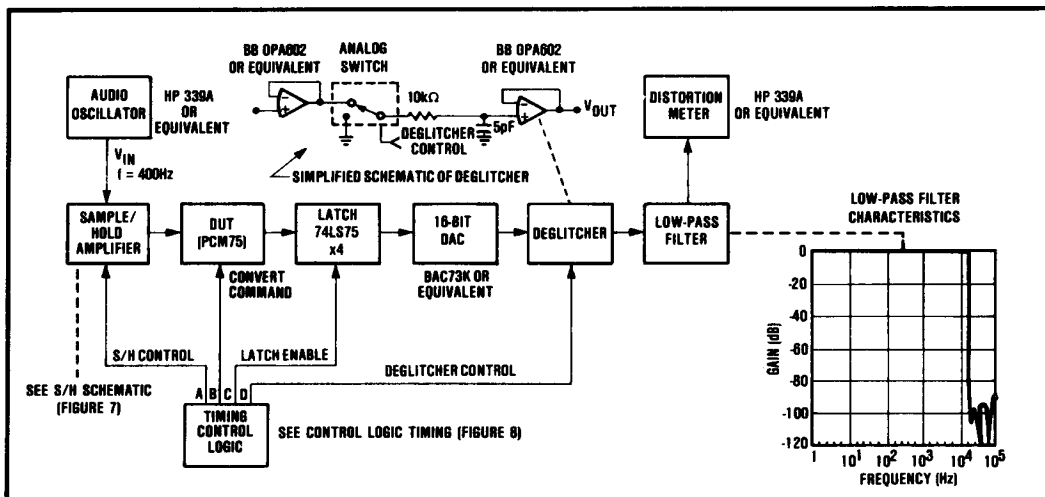 BB OPA602
OR EQUIVALENT
ANALOG
SWITCH
BB OPA602
OR EQUIVALENT
AUDIO
OSCILLATOR
HP 339A
OR
EQUIVALENT
10kΩ
5pF
VOUT
DEGLITCHER
CONTROL
SIMPLIFIED SCHEMATIC OF DEGLITCHER
DISTORTION
METER
HP 339A
OR EQUIVALENT
VIN
f = 400Hz
SAMPLE/
HOLD
AMPLIFIER
DUT
(PCM75)
LATCH
74LS75
x4
16-BIT
DAC
DEGLITCHER
LOW-PASS
FILTER
LOW-PASS FILTER
CHARACTERISTICS
CONVERT
COMMAND
BAC73K OR
EQUIVALENT
S/H CONTROL
LATCH ENABLE
DEGLITCHER CONTROL
SEE S/H SCHEMATIC
(FIGURE 7)
A B C D
TIMING
CONTROL
LOGIC
SEE CONTROL LOGIC TIMING (FIGURE 8)
GAIN (dB)
0
-20
-40
-60
-80
-100
-120
1 10¹ 10² 10³ 10⁴ 10⁵
FREQUENCY (Hz)